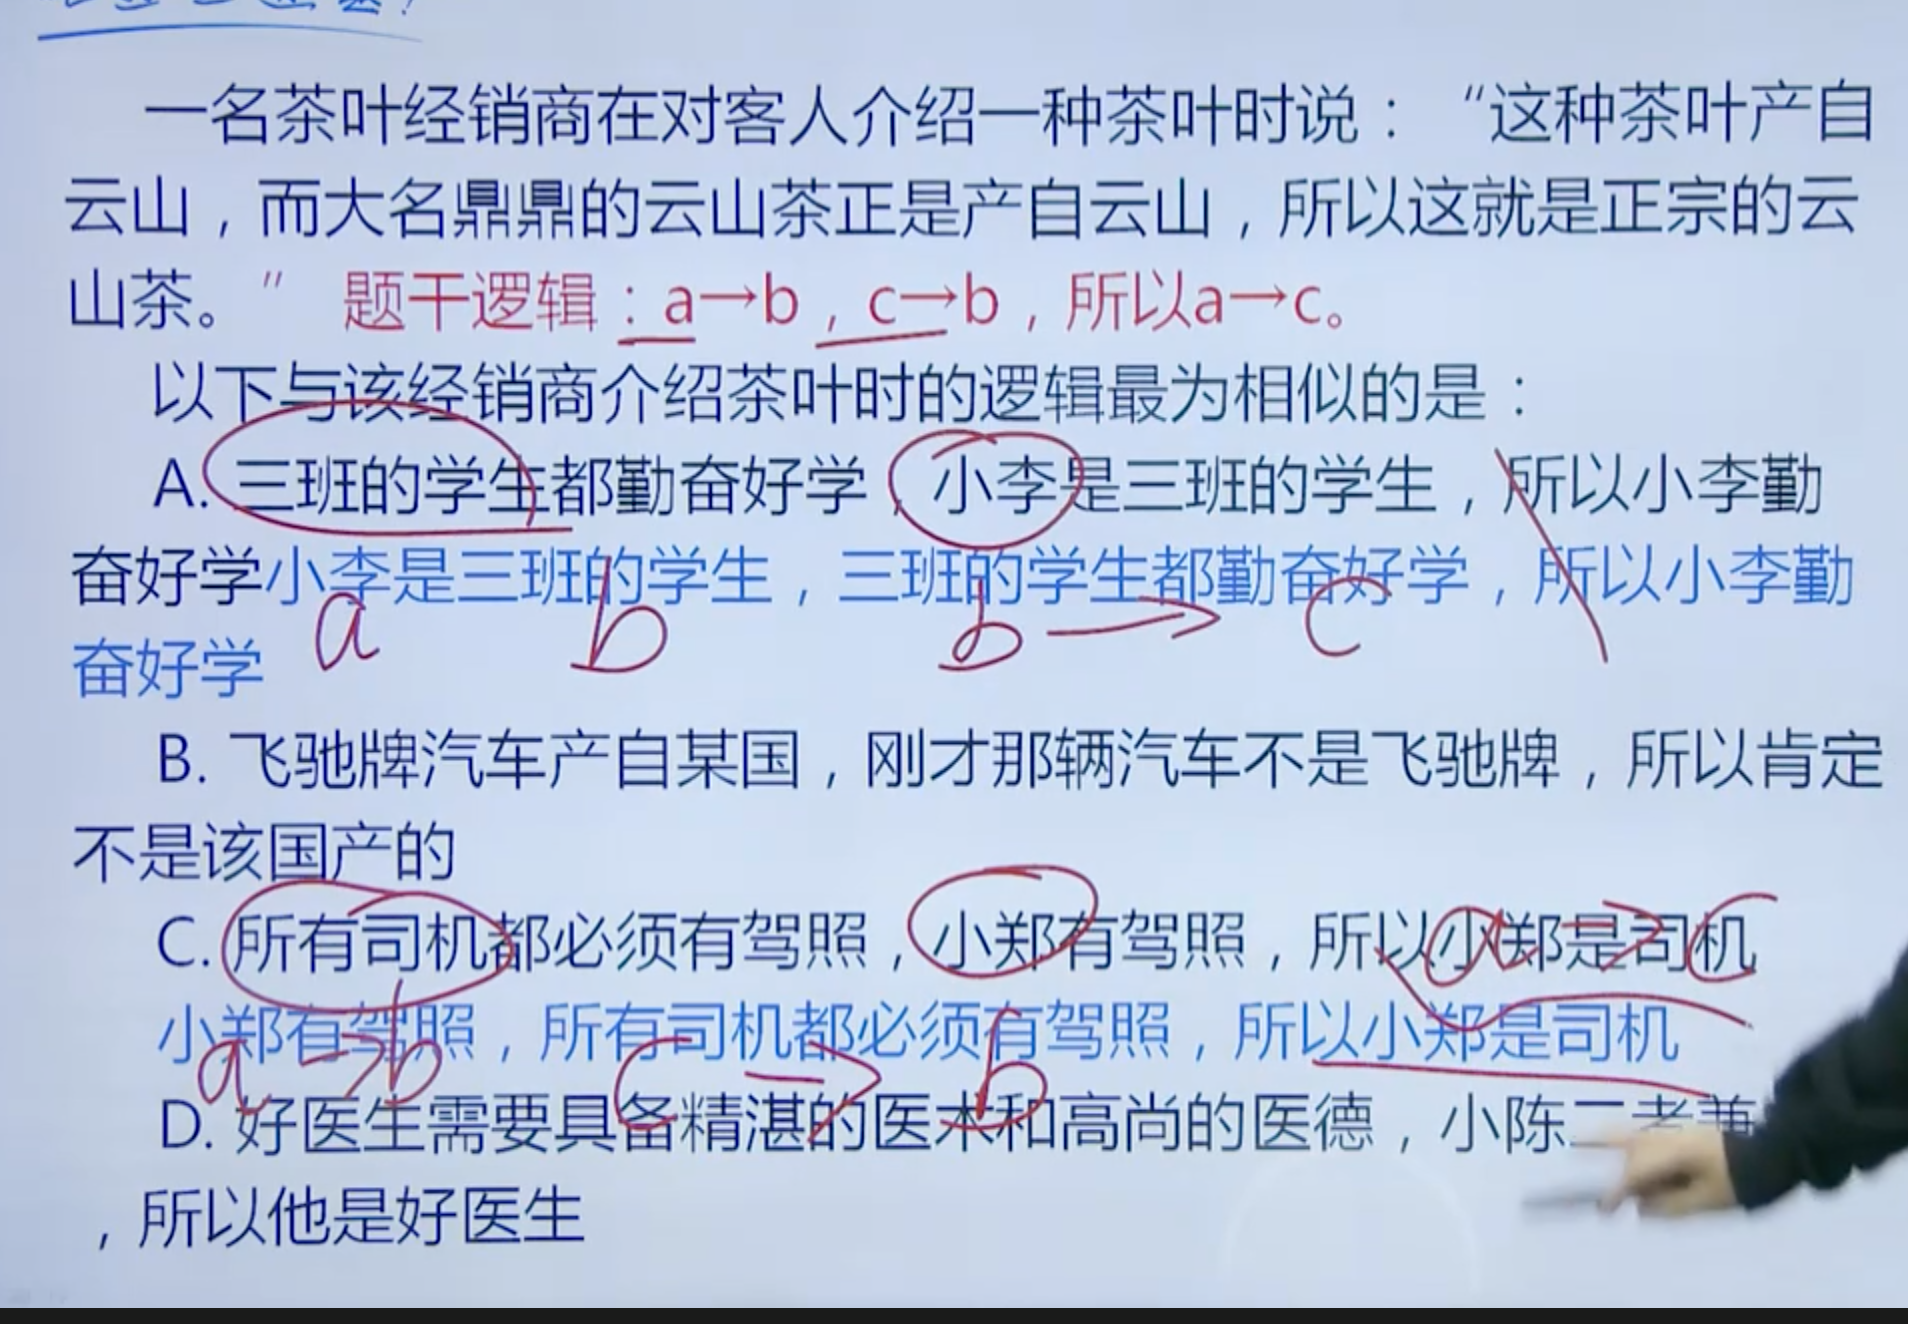 一名茶叶经销商在对客人介绍一种茶叶时说：“这种茶叶产自
云山，而大名鼎鼎的云山茶正是产自云山，所以这就是正宗的云
山茶。” 题干逻辑：a→b，c→b，所以a→c。
以下与该经销商介绍茶叶时的逻辑最为相似的是：
A. 三班的学生都勤奋好学，小李是三班的学生，所以小李勤
奋好学小李是三班的学生，三班的学生都勤奋好学，所以小李勤
a b b → c
奋好学
B. 飞驰牌汽车产自某国，刚才那辆汽车不是飞驰牌，所以肯定
不是该国产的
C. 所有司机都必须有驾照，小郑有驾照，所以小郑是司机
a → c
小郑有驾照，所有司机都必须有驾照，所以小郑是司机
a → b c → b
D. 好医生需要具备精湛的医术和高尚的医德，小陈二者兼
，所以他是好医生